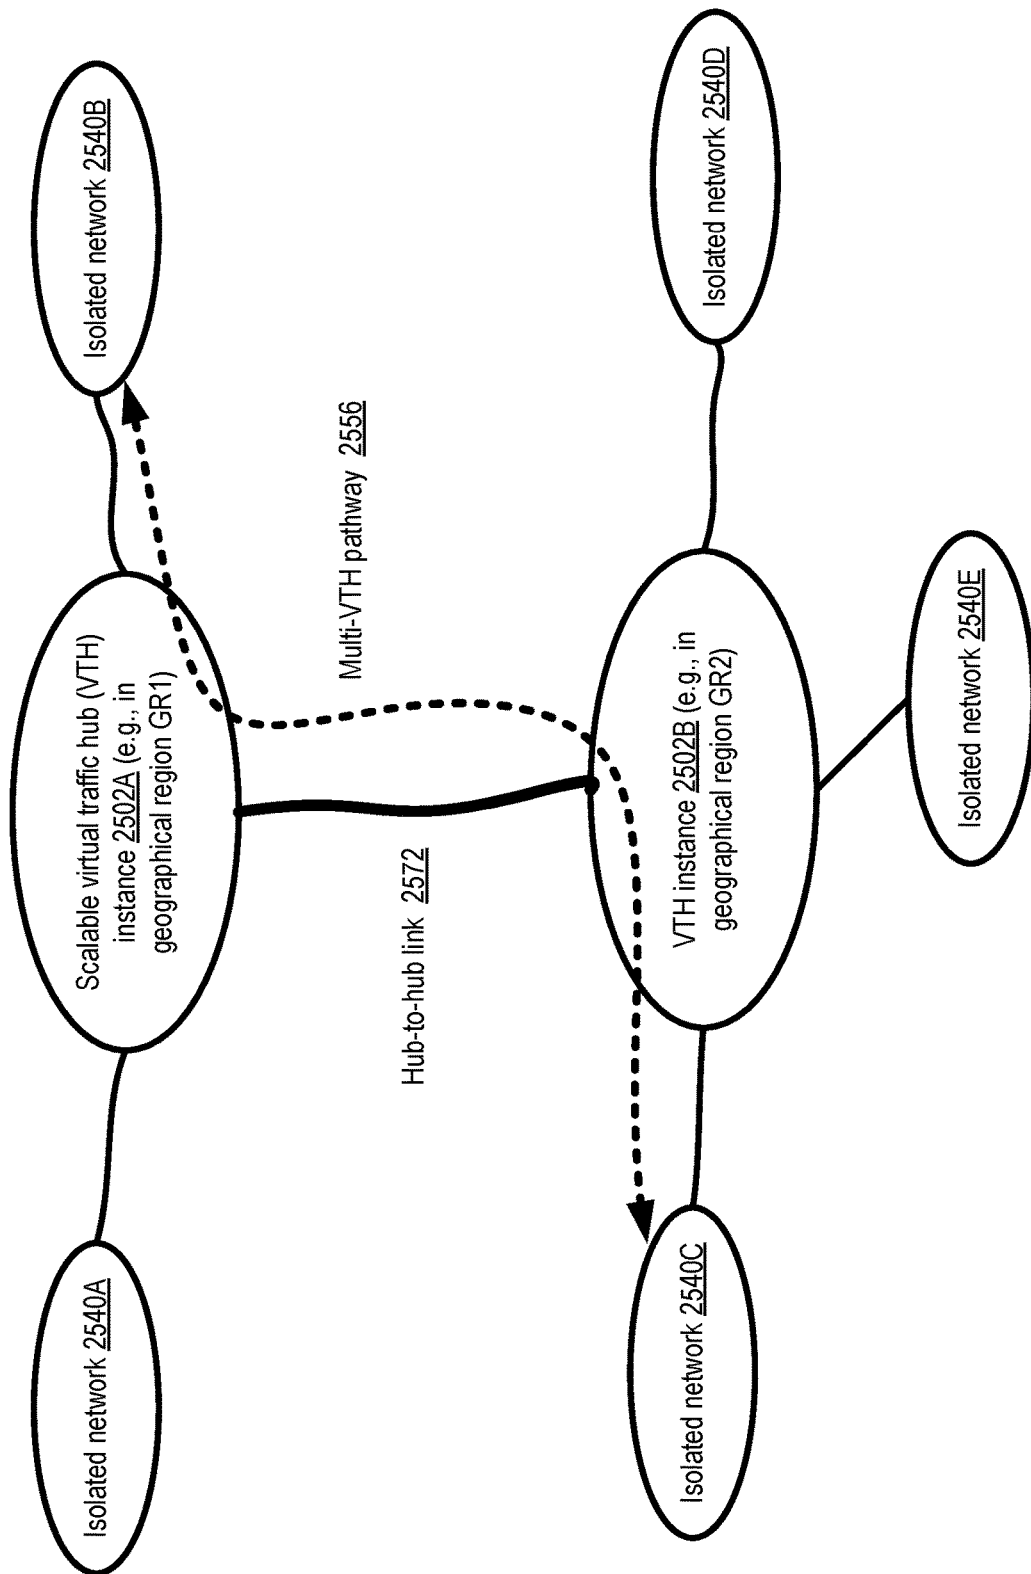 Isolated network 2540A
Scalable virtual traffic hub (VTH)
instance 2502A (e.g., in
geographical region GR1)
Isolated network 2540B
Hub-to-hub link 2572
Multi-VTH pathway 2556
Isolated network 2540C
VTH instance 2502B (e.g., in
geographical region GR2)
Isolated network 2540D
Isolated network 2540E